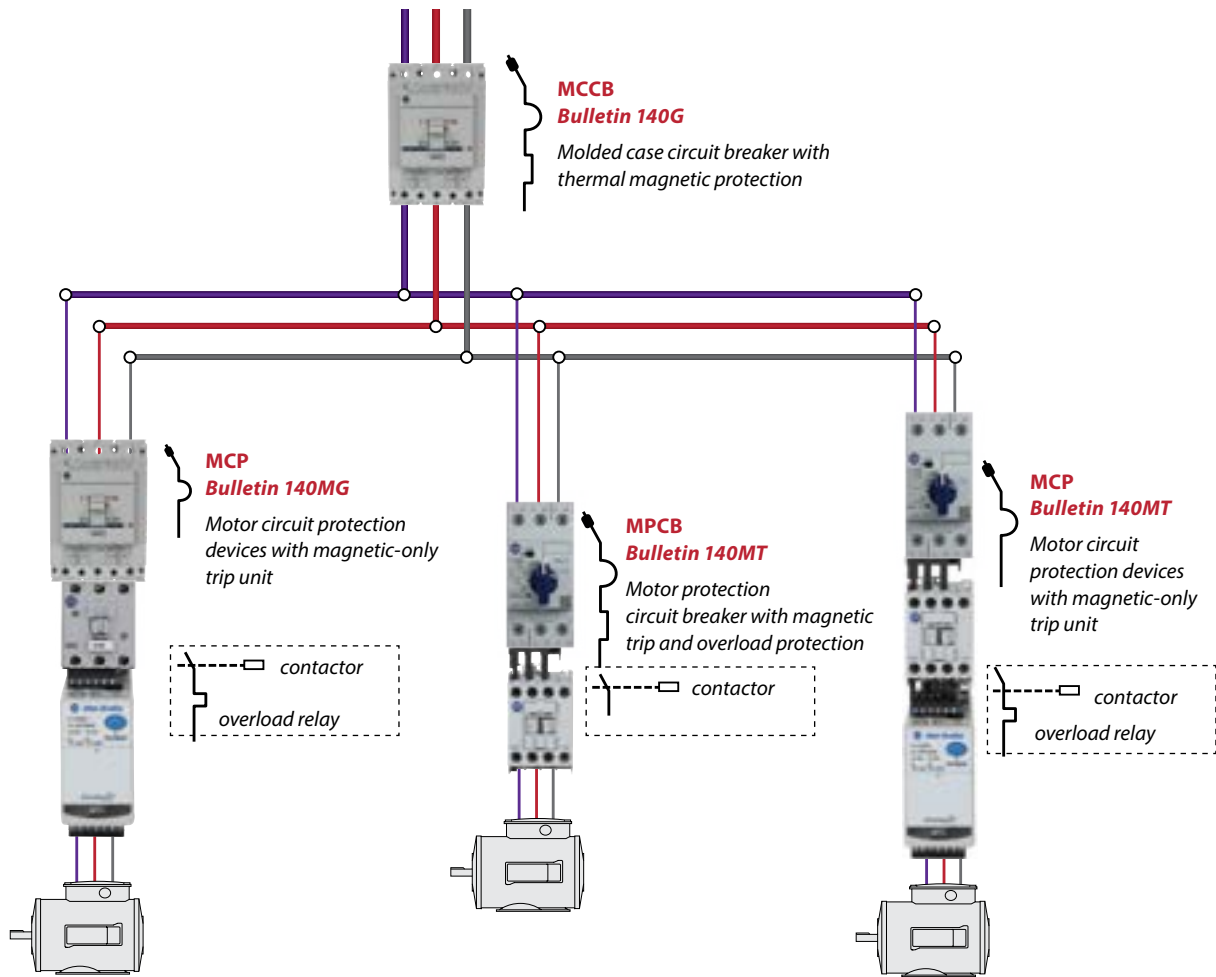 MCCB
Bulletin 140G
Molded case circuit breaker with
thermal magnetic protection
MCP
Bulletin 140MG
Motor circuit protection
devices with magnetic-only
trip unit
contactor
overload relay
MPCB
Bulletin 140MT
Motor protection
circuit breaker with magnetic
trip and overload protection
contactor
MCP
Bulletin 140MT
Motor circuit
protection devices
with magnetic-only
trip unit
contactor
overload relay